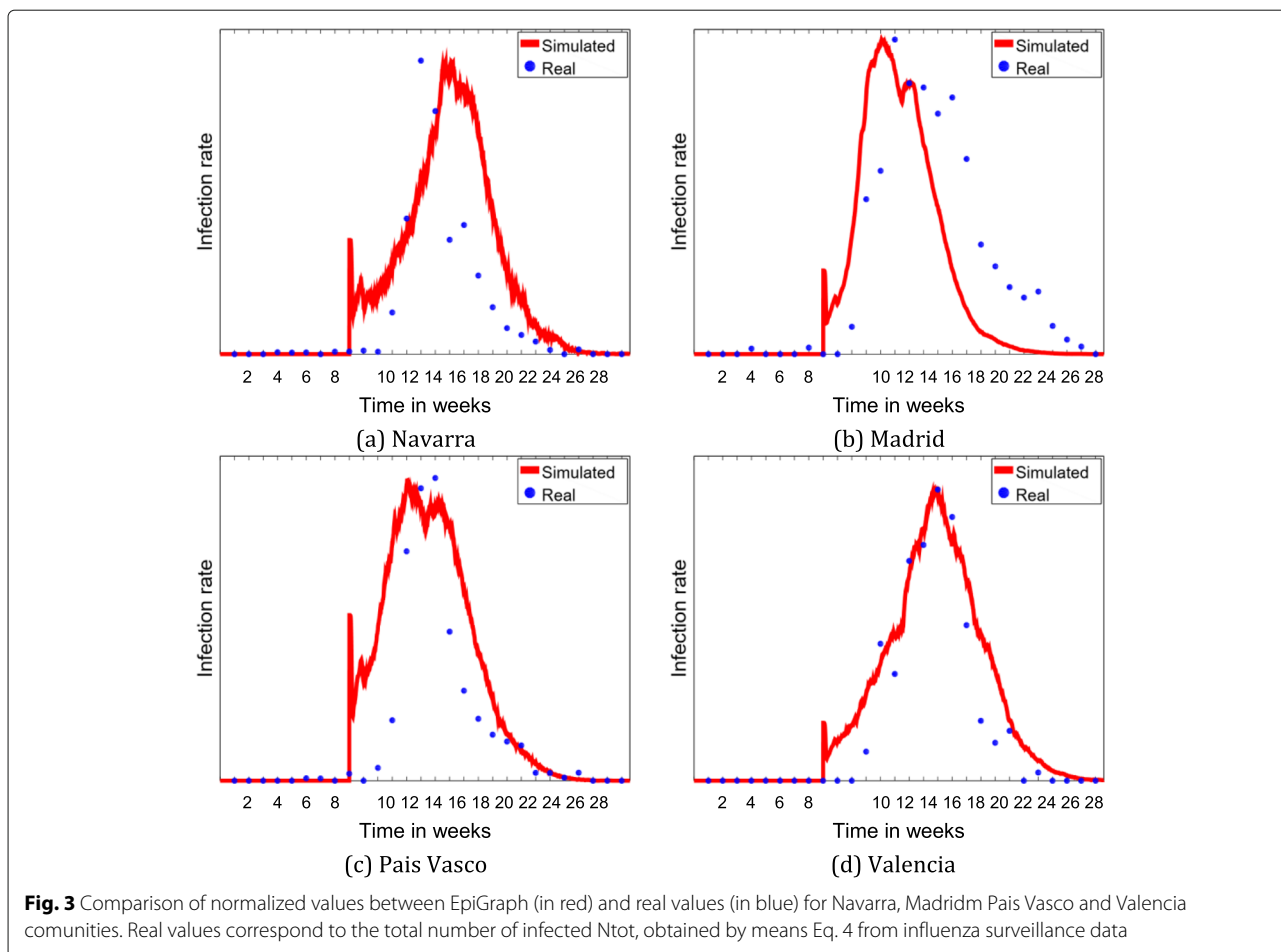 Simulated
Real
Infection rate
2 4 6 8 10 12 14 16 18 20 22 24 26 28
Time in weeks
(a) Navarra
Simulated
Real
Infection rate
2 4 6 8 10 12 14 16 18 20 22 24 26 28
Time in weeks
(b) Madrid
Simulated
Real
Infection rate
2 4 6 8 10 12 14 16 18 20 22 24 26 28
Time in weeks
(c) Pais Vasco
Simulated
Real
Infection rate
2 4 6 8 10 12 14 16 18 20 22 24 26 28
Time in weeks
(d) Valencia
Fig. 3 Comparison of normalized values between EpiGraph (in red) and real values (in blue) for Navarra, Madridm Pais Vasco and Valencia
comunities. Real values correspond to the total number of infected Ntot, obtained by means Eq. 4 from influenza surveillance data